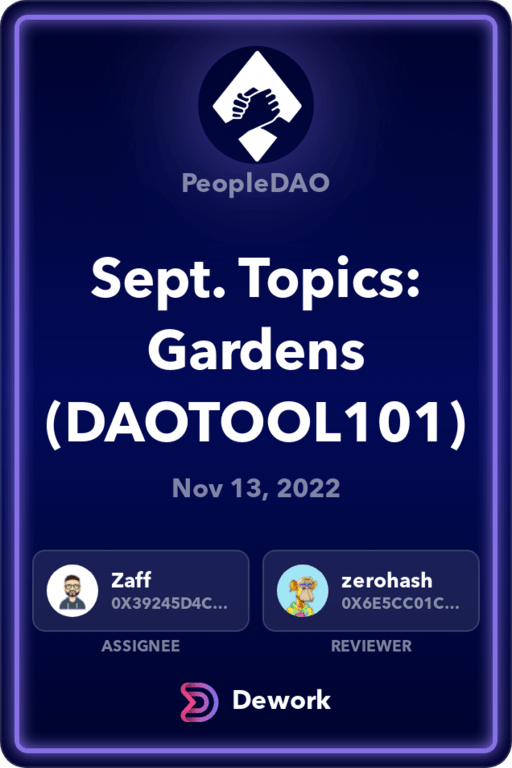 PeopleDAO
Sept. Topics:
Gardens
(DAOTOOL101)
Nov 13, 2022
Zaff
0X39245D4C...
ASSIGNEE
zerohash
0X6E5CC01C...
REVIEWER
Dework